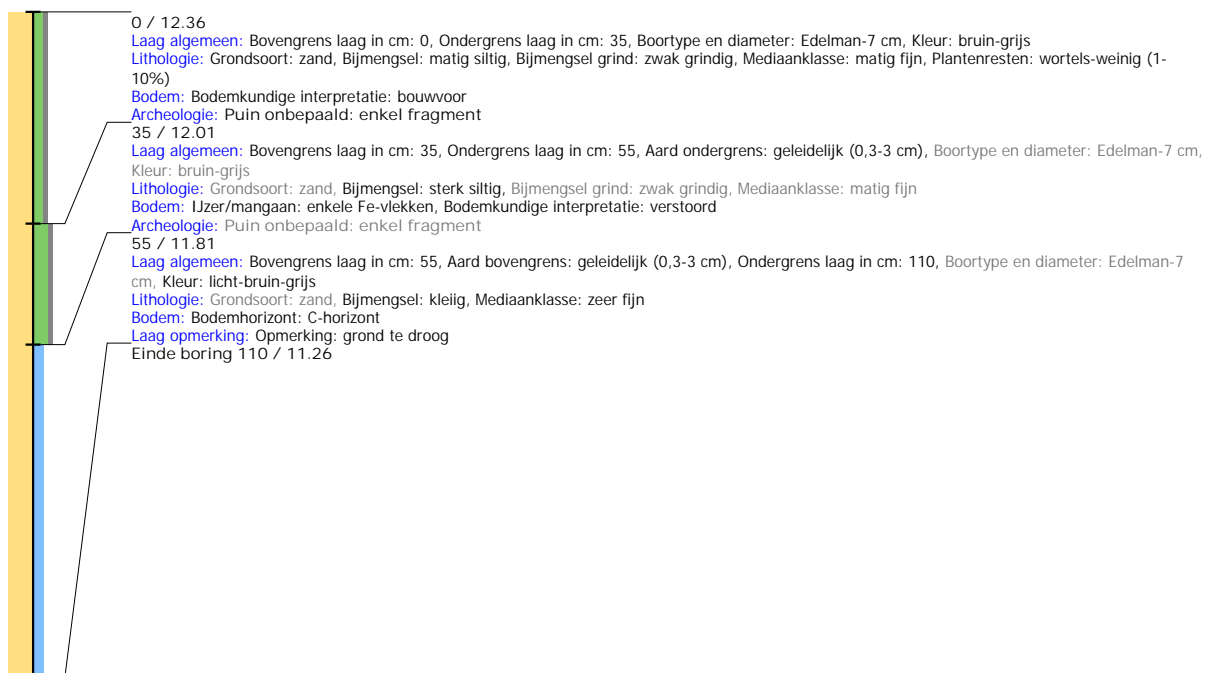 0 / 12.36
Laag algemeen: Bovengrens laag in cm: 0, Ondergrens laag in cm: 35, Boortype en diameter: Edelman-7 cm, Kleur: bruin-grijs
Lithologie: Grondsoort: zand, Bijmengsel: matig siltig, Bijmengsel grind: zwak grindig, Mediaanklasse: matig fijn, Plantenresten: wortels-weinig (1-
10%)
Bodem: Bodemkundige interpretatie: bouwvoor
Archeologie: Puin onbepaald: enkel fragment
35 / 12.01
Laag algemeen: Bovengrens laag in cm: 35, Ondergrens laag in cm: 55, Aard ondergrens: geleidelijk (0,3-3 cm), Boortype en diameter: Edelman-7 cm,
Kleur: bruin-grijs
Lithologie: Grondsoort: zand, Bijmengsel: sterk siltig, Bijmengsel grind: zwak grindig, Mediaanklasse: matig fijn
Bodem: IJzer/mangaan: enkele Fe-vlekken, Bodemkundige interpretatie: verstoord
Archeologie: Puin onbepaald: enkel fragment
55 / 11.81
Laag algemeen: Bovengrens laag in cm: 55, Aard bovengrens: geleidelijk (0,3-3 cm), Ondergrens laag in cm: 110, Boortype en diameter: Edelman-7
cm, Kleur: licht-bruin-grijs
Lithologie: Grondsoort: zand, Bijmengsel: kleiig, Mediaanklasse: zeer fijn
Bodem: Bodemhorizont: C-horizont
Laag opmerking: Opmerking: grond te droog
Einde boring 110 / 11.26